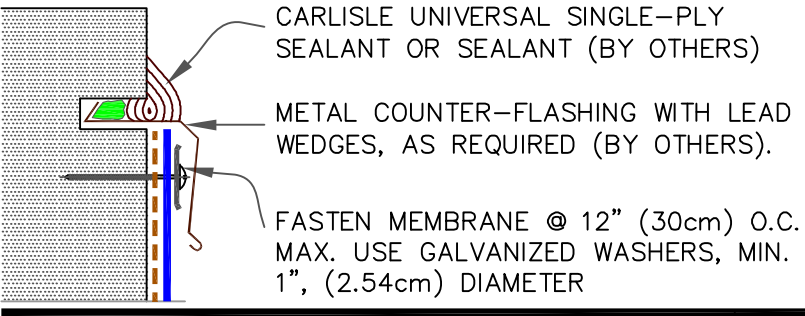 CARLISLE UNIVERSAL SINGLE-PLY
SEALANT OR SEALANT (BY OTHERS)
METAL COUNTER-FLASHING WITH LEAD
WEDGES, AS REQUIRED (BY OTHERS).
FASTEN MEMBRANE @ 12" (30cm) O.C.
MAX. USE GALVANIZED WASHERS, MIN.
1", (2.54cm) DIAMETER